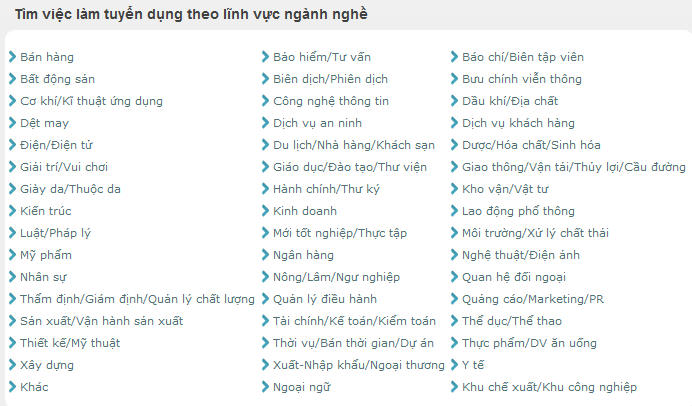 Tìm việc làm tuyển dụng theo lĩnh vực ngành nghề
Bán hàng Bảo hiểm/Tư vấn Báo chí/Biên tập viên
Bất động sản Biên dịch/Phiên dịch Bưu chính viễn thông
Cơ khí/Kĩ thuật ứng dụng Công nghệ thông tin Dầu khí/Địa chất
Dệt may Dịch vụ an ninh Dịch vụ khách hàng
Điện/Điện tử Du lịch/Nhà hàng/Khách sạn Dược/Hóa chất/Sinh hóa
Giải trí/Vui chơi Giáo dục/Đào tạo/Thư viện Giao thông/Vận tải/Thủy lợi/Cầu đường
Giày da/Thuộc da Hành chính/Thư ký Kho vận/Vật tư
Kiến trúc Kinh doanh Lao động phổ thông
Luật/Pháp lý Mới tốt nghiệp/Thực tập Môi trường/Xử lý chất thải
Mỹ phẩm Ngân hàng Nghệ thuật/Điện ảnh
Nhân sự Nông/Lâm/Ngư nghiệp Quan hệ đối ngoại
Thẩm định/Giám định/Quản lý chất lượng Quản lý điều hành Quảng cáo/Marketing/PR
Sản xuất/Vận hành sản xuất Tài chính/Kế toán/Kiểm toán Thể dục/Thể thao
Thiết kế/Mỹ thuật Thời vụ/Bán thời gian/Dự án Thực phẩm/DV ăn uống
Xây dựng Xuất-Nhập khẩu/Ngoại thương Y tế
Khác Ngoại ngữ Khu chế xuất/Khu công nghiệp